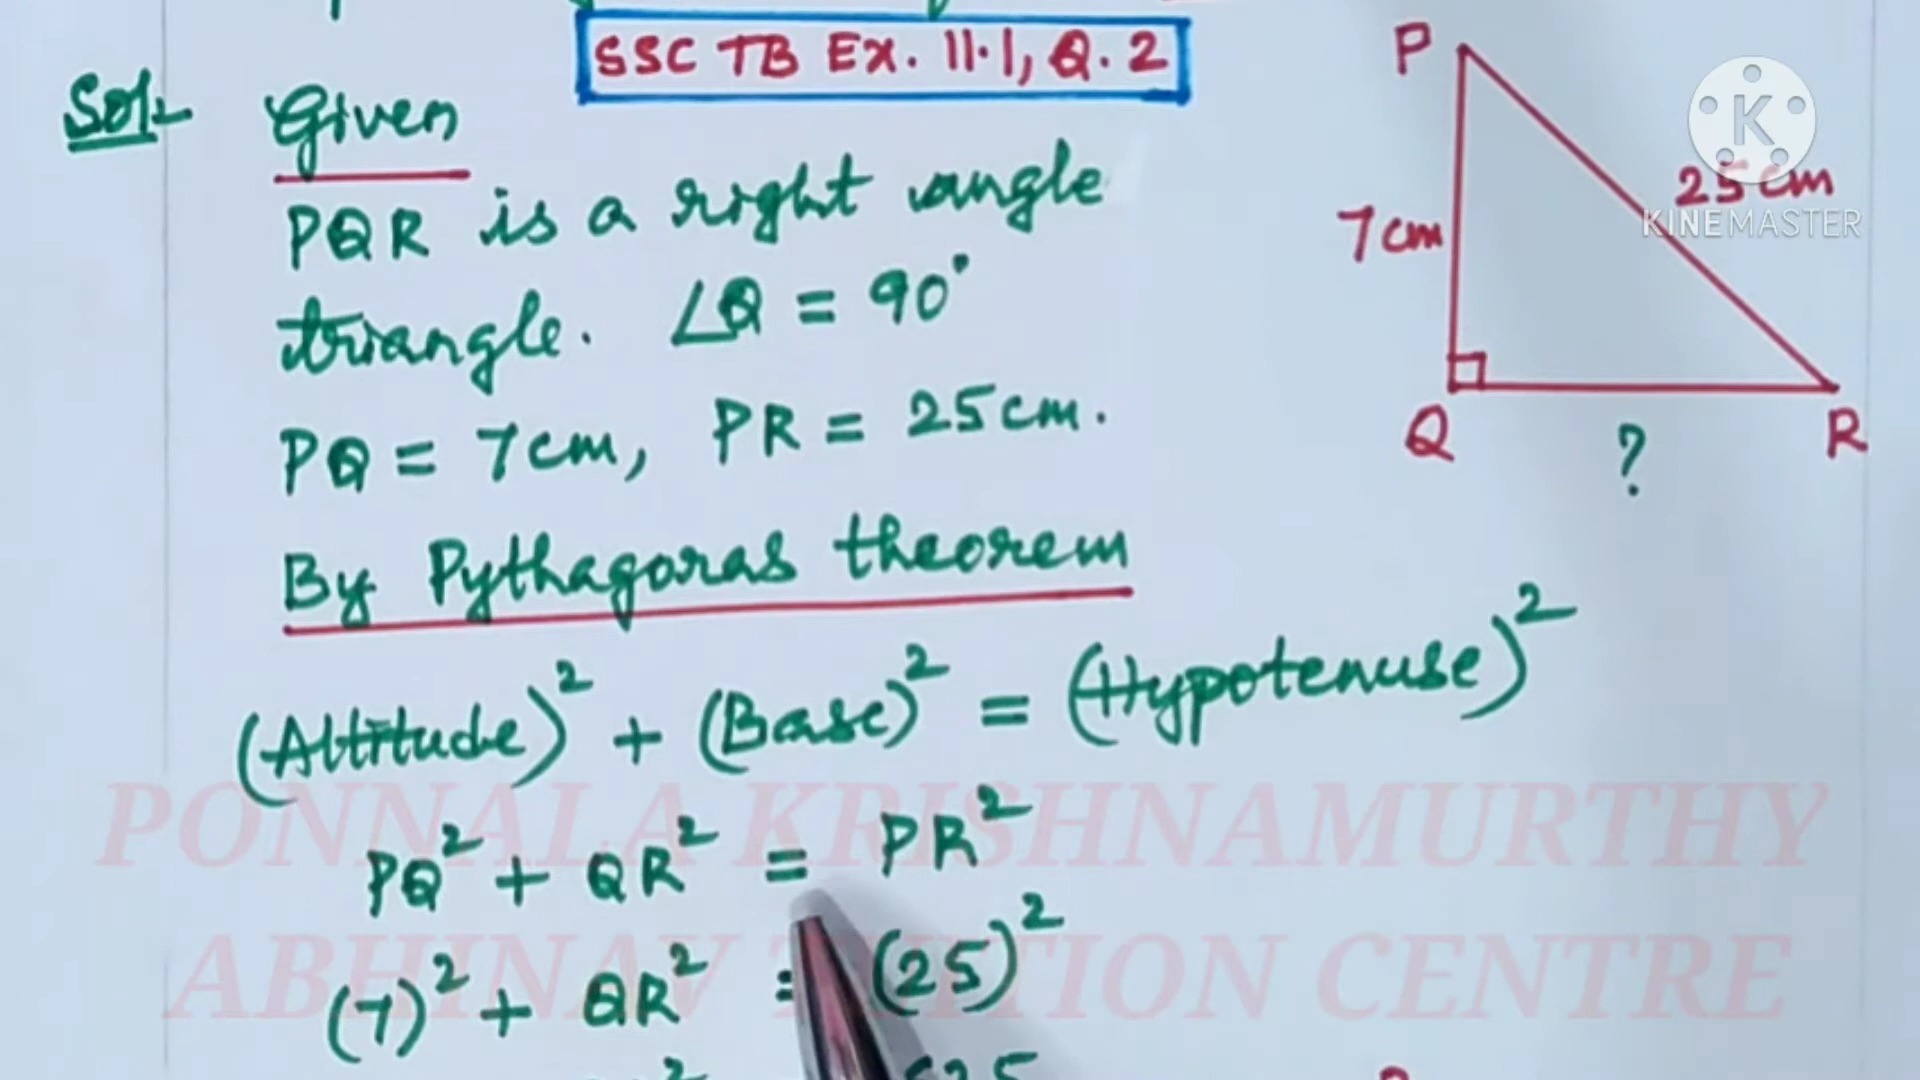 SSC TB Ex. 11.1, Q. 2
Sol:- Given
PQR is a right angle
triangle. ∠Q = 90°
PQ = 7cm, PR = 25cm.
By Pythagoras theorem
(Altitude)² + (Base)² = (Hypotenuse)²
PQ² + QR² = PR²
(7)² + QR² = (25)²
P
7cm
25cm
Q
?
R
K
KINEMASTER
PONNALA KRISHNAMURTHY
ABHINAV TUITION CENTRE